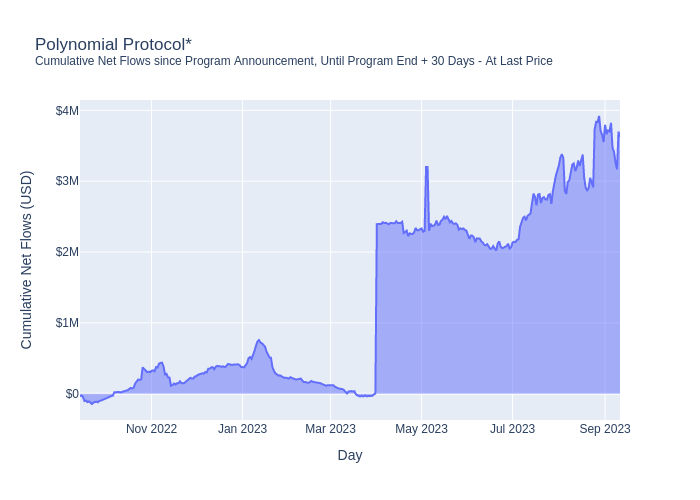 Polynomial Protocol*
Cumulative Net Flows since Program Announcement, Until Program End + 30 Days - At Last Price
Cumulative Net Flows (USD)
$4M
$3M
$2M
$1M
$0
Nov 2022
Jan 2023
Mar 2023
May 2023
Jul 2023
Sep 2023
Day